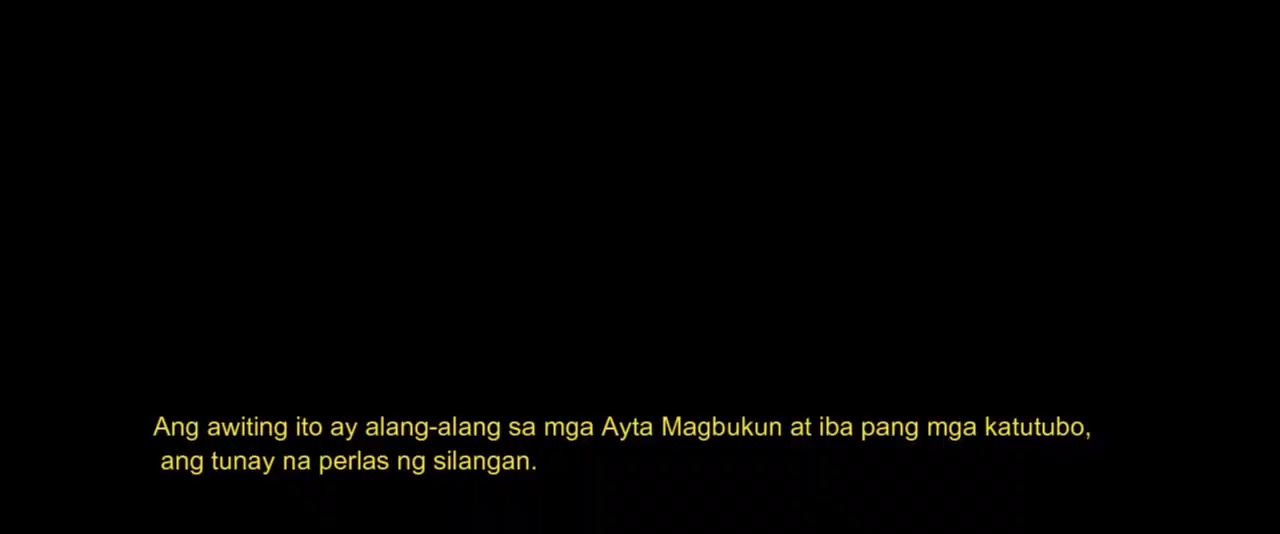 Ang awiting ito ay alang-alang sa mga Ayta Magbukun at iba pang mga katutubo,
ang tunay na perlas ng silangan.